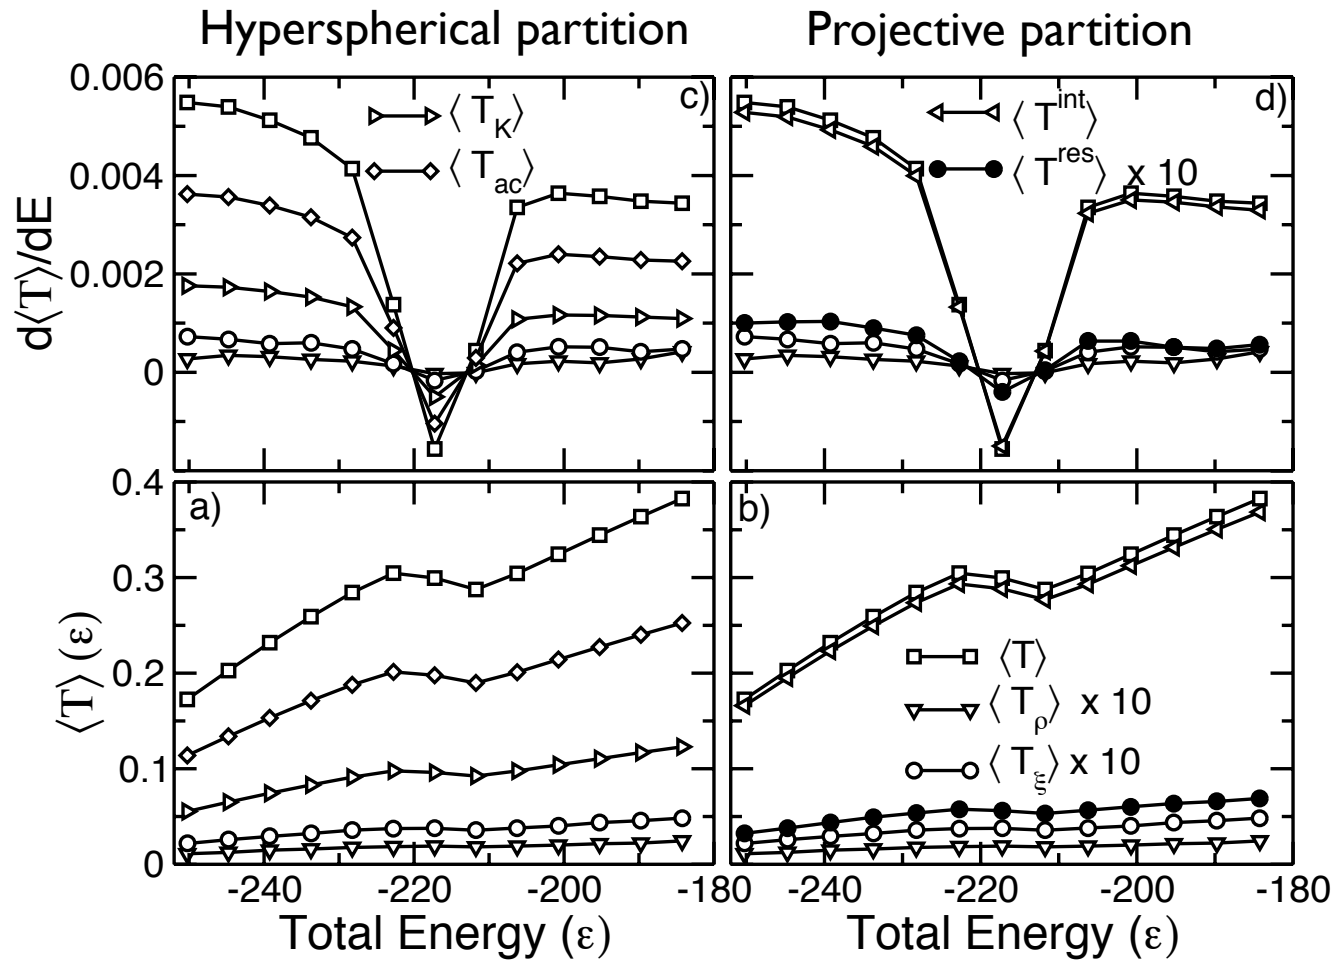 Hyperspherical partition
Projective partition
0.006
0.004
0.002
0
d⟨T⟩/dE
c)
⟨ T_K⟩
⟨ T_ac⟩
d)
⟨ T^int⟩
⟨ T^res⟩ x 10
0.4
0.3
0.2
0.1
0
⟨T⟩ (ε)
a)
b)
⟨T⟩
⟨ T_ρ⟩ x 10
⟨ T_ξ⟩ x 10
-240 -220 -200 -180
-240 -220 -200 -180
Total Energy (ε)
Total Energy (ε)